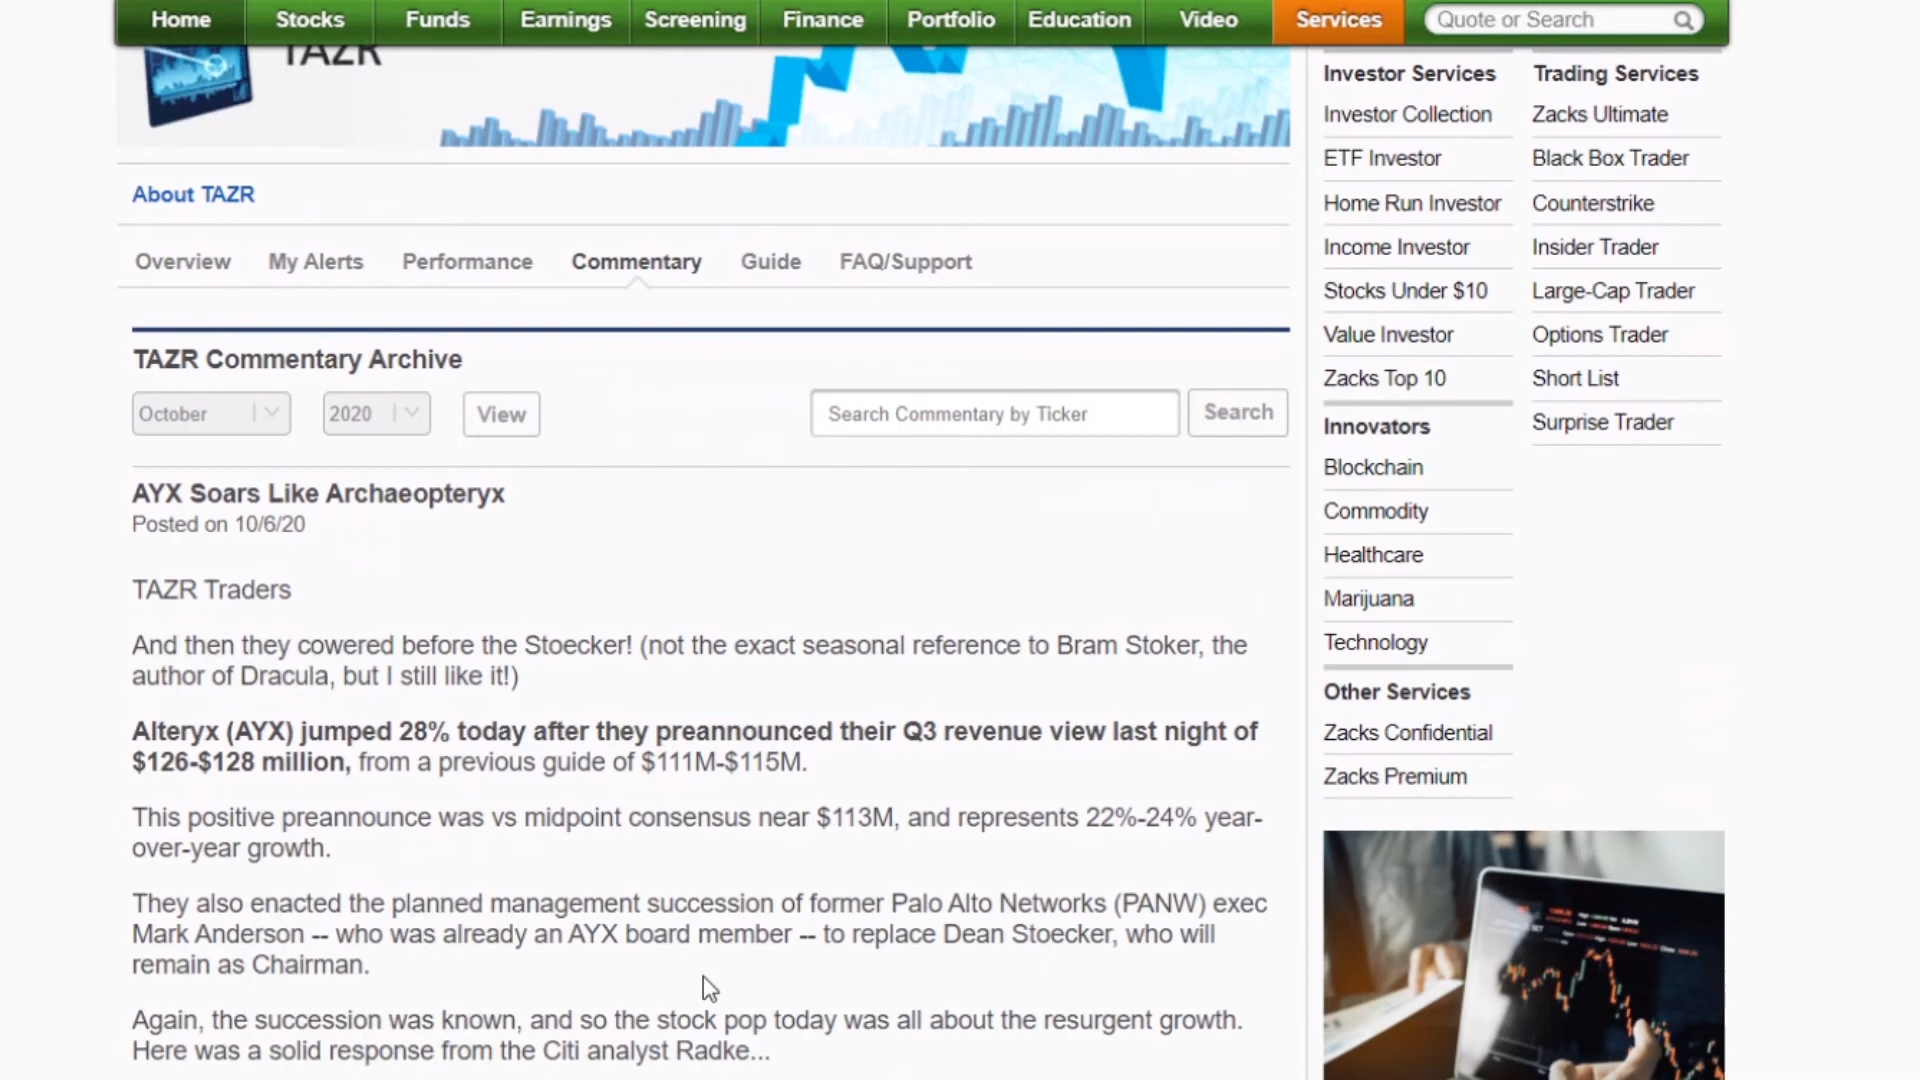 Home Stocks Funds Earnings Screening Finance Portfolio Education Video Services Quote or Search
TAZR
About TAZR
Overview My Alerts Performance Commentary Guide FAQ/Support
TAZR Commentary Archive
October 2020 View Search Commentary by Ticker Search
AYX Soars Like Archaeopteryx
Posted on 10/6/20
TAZR Traders
And then they cowered before the Stoecker! (not the exact seasonal reference to Bram Stoker, the
author of Dracula, but I still like it!)
Alteryx (AYX) jumped 28% today after they preannounced their Q3 revenue view last night of
$126-$128 million, from a previous guide of $111M-$115M.
This positive preannounce was vs midpoint consensus near $113M, and represents 22%-24% year-
over-year growth.
They also enacted the planned management succession of former Palo Alto Networks (PANW) exec
Mark Anderson -- who was already an AYX board member -- to replace Dean Stoecker, who will
remain as Chairman.
Again, the succession was known, and so the stock pop today was all about the resurgent growth.
Here was a solid response from the Citi analyst Radke...
Investor Services
Investor Collection
ETF Investor
Home Run Investor
Income Investor
Stocks Under $10
Value Investor
Zacks Top 10
Innovators
Blockchain
Commodity
Healthcare
Marijuana
Technology
Other Services
Zacks Confidential
Zacks Premium
Trading Services
Zacks Ultimate
Black Box Trader
Counterstrike
Insider Trader
Large-Cap Trader
Options Trader
Short List
Surprise Trader